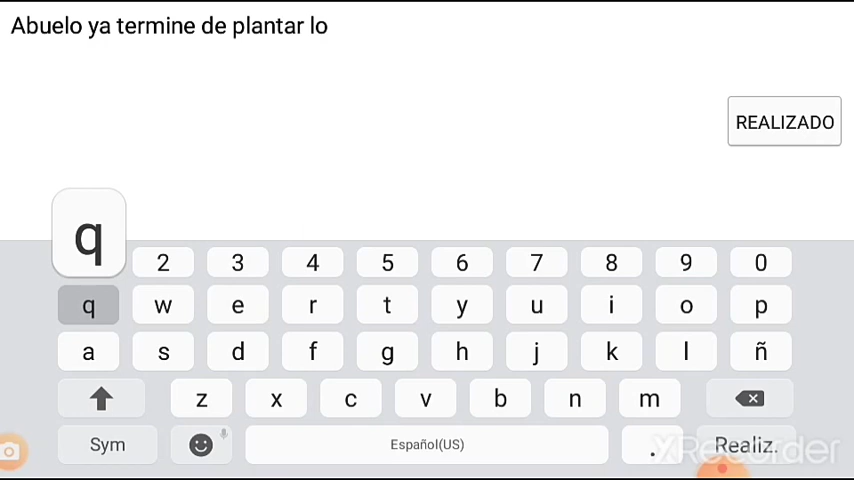 Abuelo ya termine de plantar lo
REALIZADO
q
2 3 4 5 6 7 8 9 0
q w e r t y u i o p
a s d f g h j k l ñ
z x c v b n m
Sym Español(US) . Realiz.
XRecorder